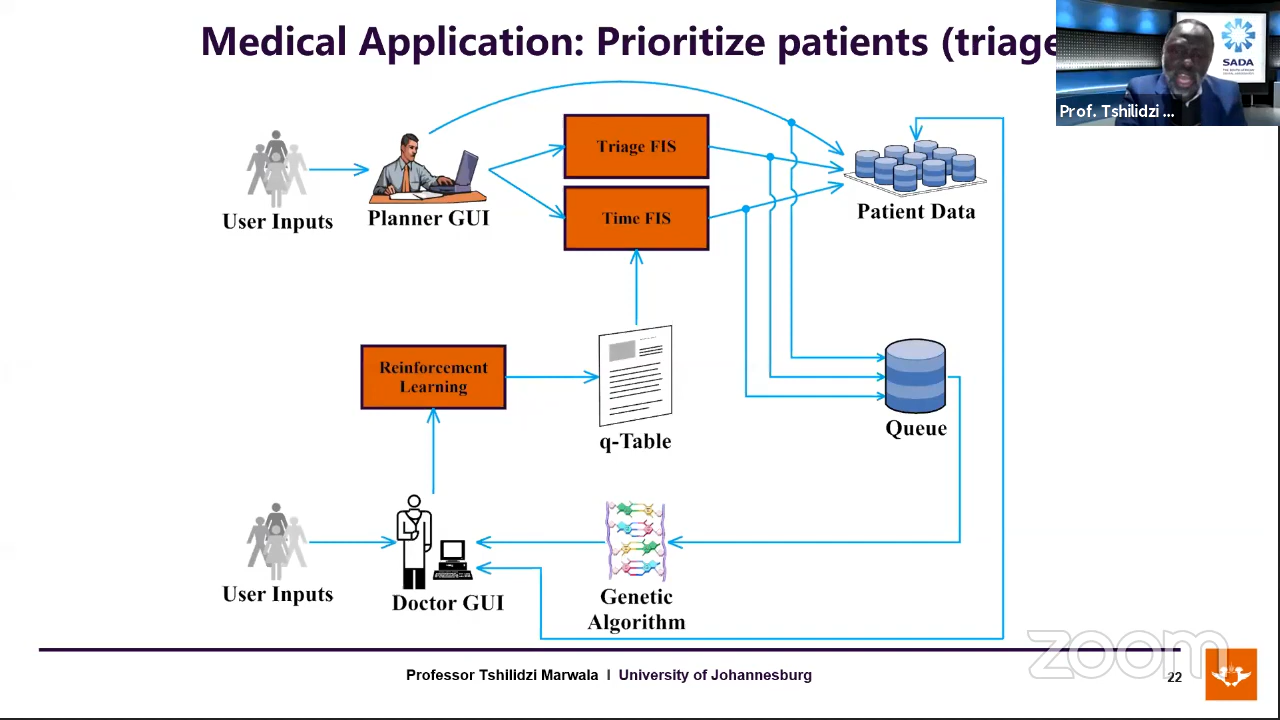 Medical Application: Prioritize patients (triage
SADA
Prof. Tshilidzi ...
Triage FIS
Time FIS
User Inputs
Planner GUI
Patient Data
Reinforcement
Learning
q-Table
Queue
User Inputs
Doctor GUI
Genetic
Algorithm
zoom
Professor Tshilidzi Marwala I University of Johannesburg
22